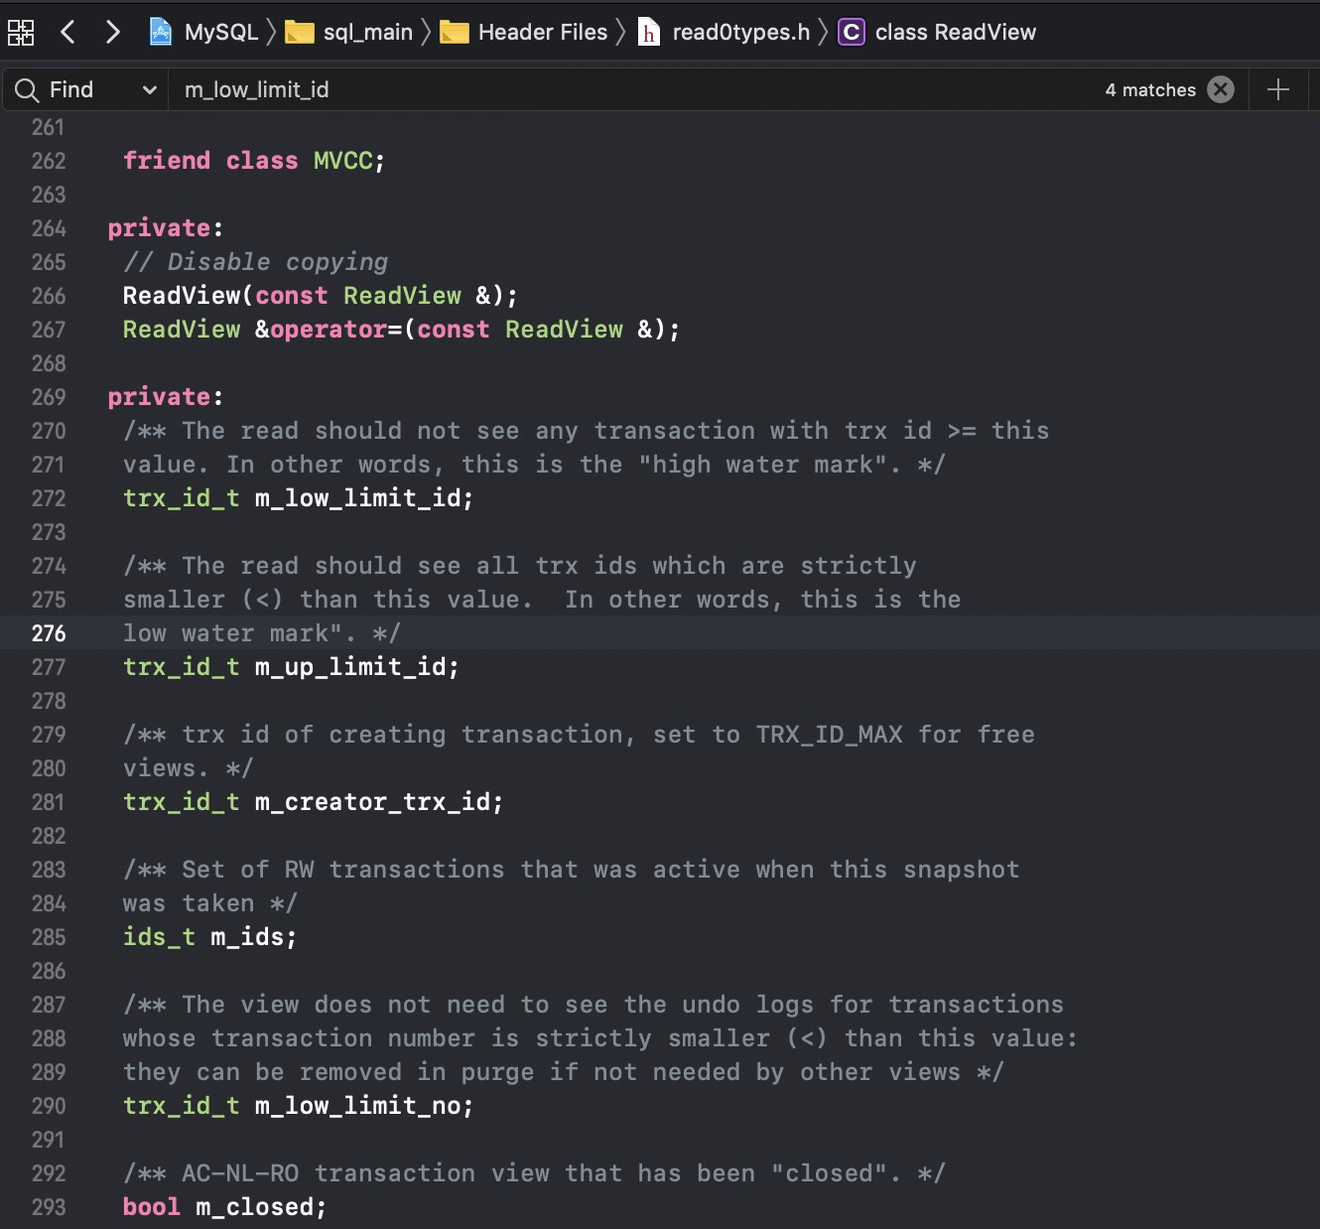 MySQL sql_main Header Files h read0types.h C class ReadView
Find m_low_limit_id 4 matches
261
262 friend class MVCC;
263
264 private:
265 // Disable copying
266 ReadView(const ReadView &);
267 ReadView &operator=(const ReadView &);
268
269 private:
270 /** The read should not see any transaction with trx id >= this
271 value. In other words, this is the "high water mark". */
272 trx_id_t m_low_limit_id;
273
274 /** The read should see all trx ids which are strictly
275 smaller (<) than this value.  In other words, this is the
276 low water mark". */
277 trx_id_t m_up_limit_id;
278
279 /** trx id of creating transaction, set to TRX_ID_MAX for free
280 views. */
281 trx_id_t m_creator_trx_id;
282
283 /** Set of RW transactions that was active when this snapshot
284 was taken */
285 ids_t m_ids;
286
287 /** The view does not need to see the undo logs for transactions
288 whose transaction number is strictly smaller (<) than this value:
289 they can be removed in purge if not needed by other views */
290 trx_id_t m_low_limit_no;
291
292 /** AC-NL-RO transaction view that has been "closed". */
293 bool m_closed;